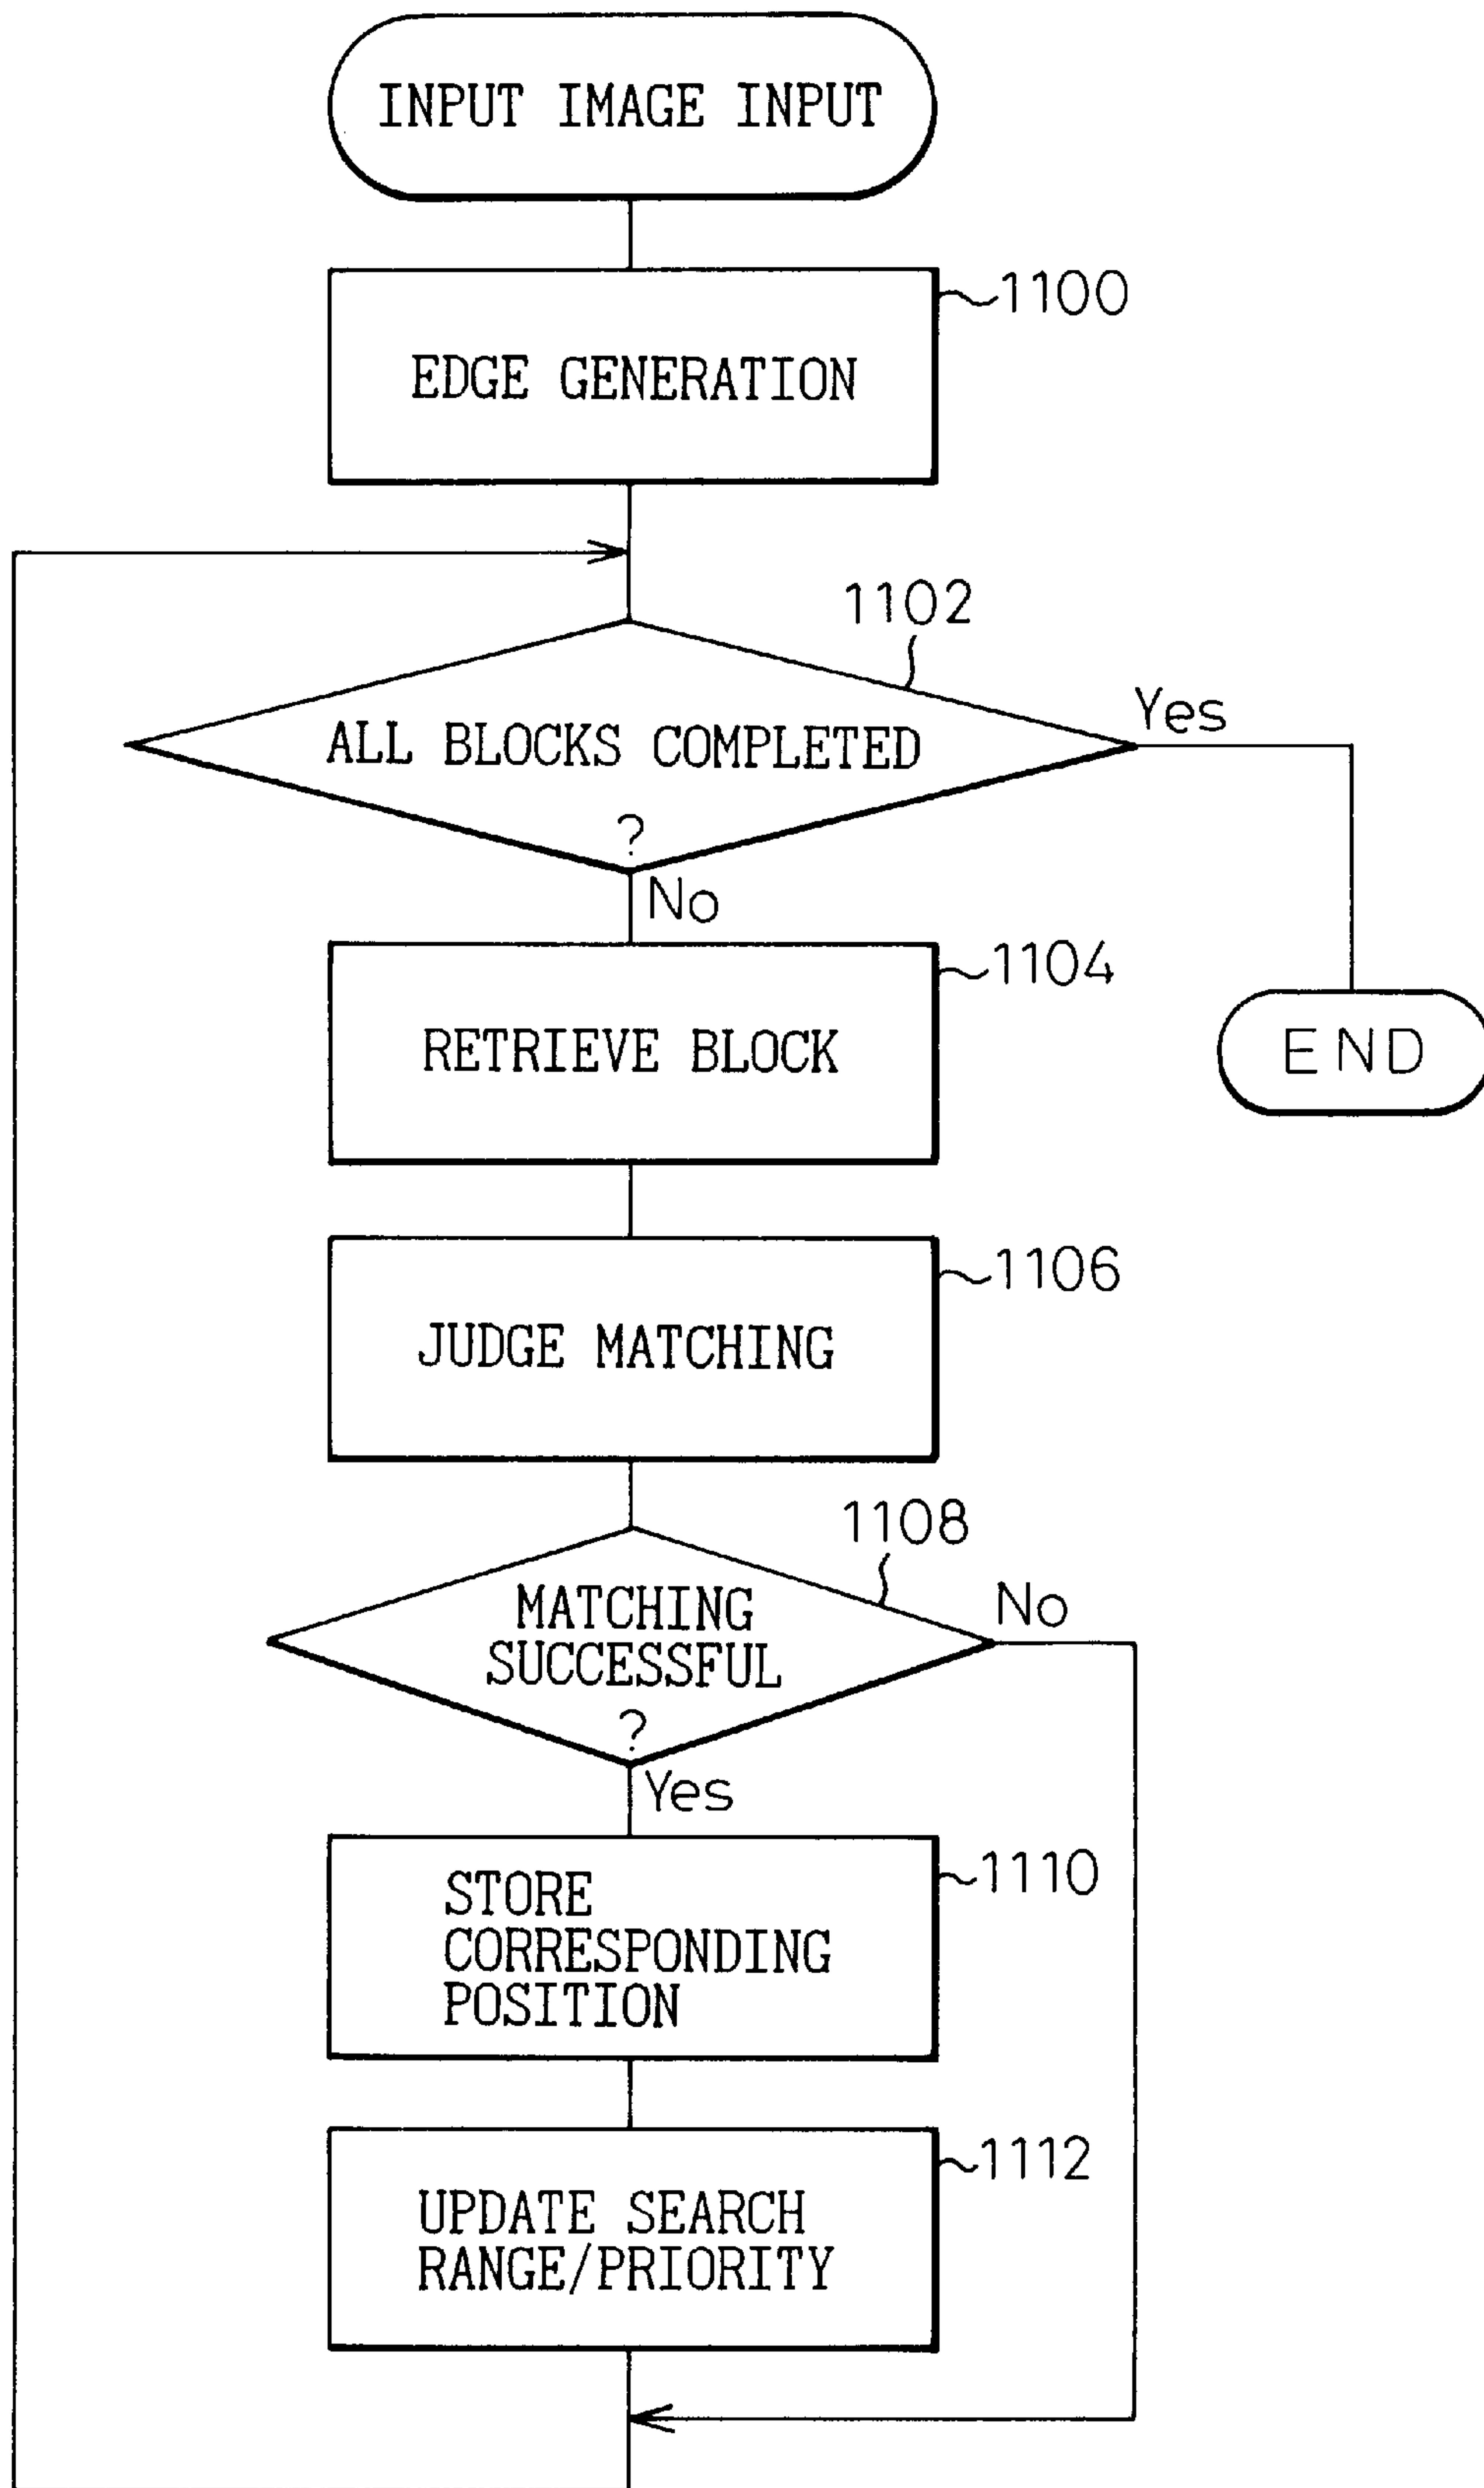 INPUT IMAGE INPUT
1100
EDGE GENERATION
1102
Yes
ALL BLOCKS COMPLETED
?
No
1104
RETRIEVE BLOCK
END
1106
JUDGE MATCHING
1108
No
MATCHING
SUCCESSFUL
?
Yes
1110
STORE
CORRESPONDING
POSITION
1112
UPDATE SEARCH
RANGE/PRIORITY